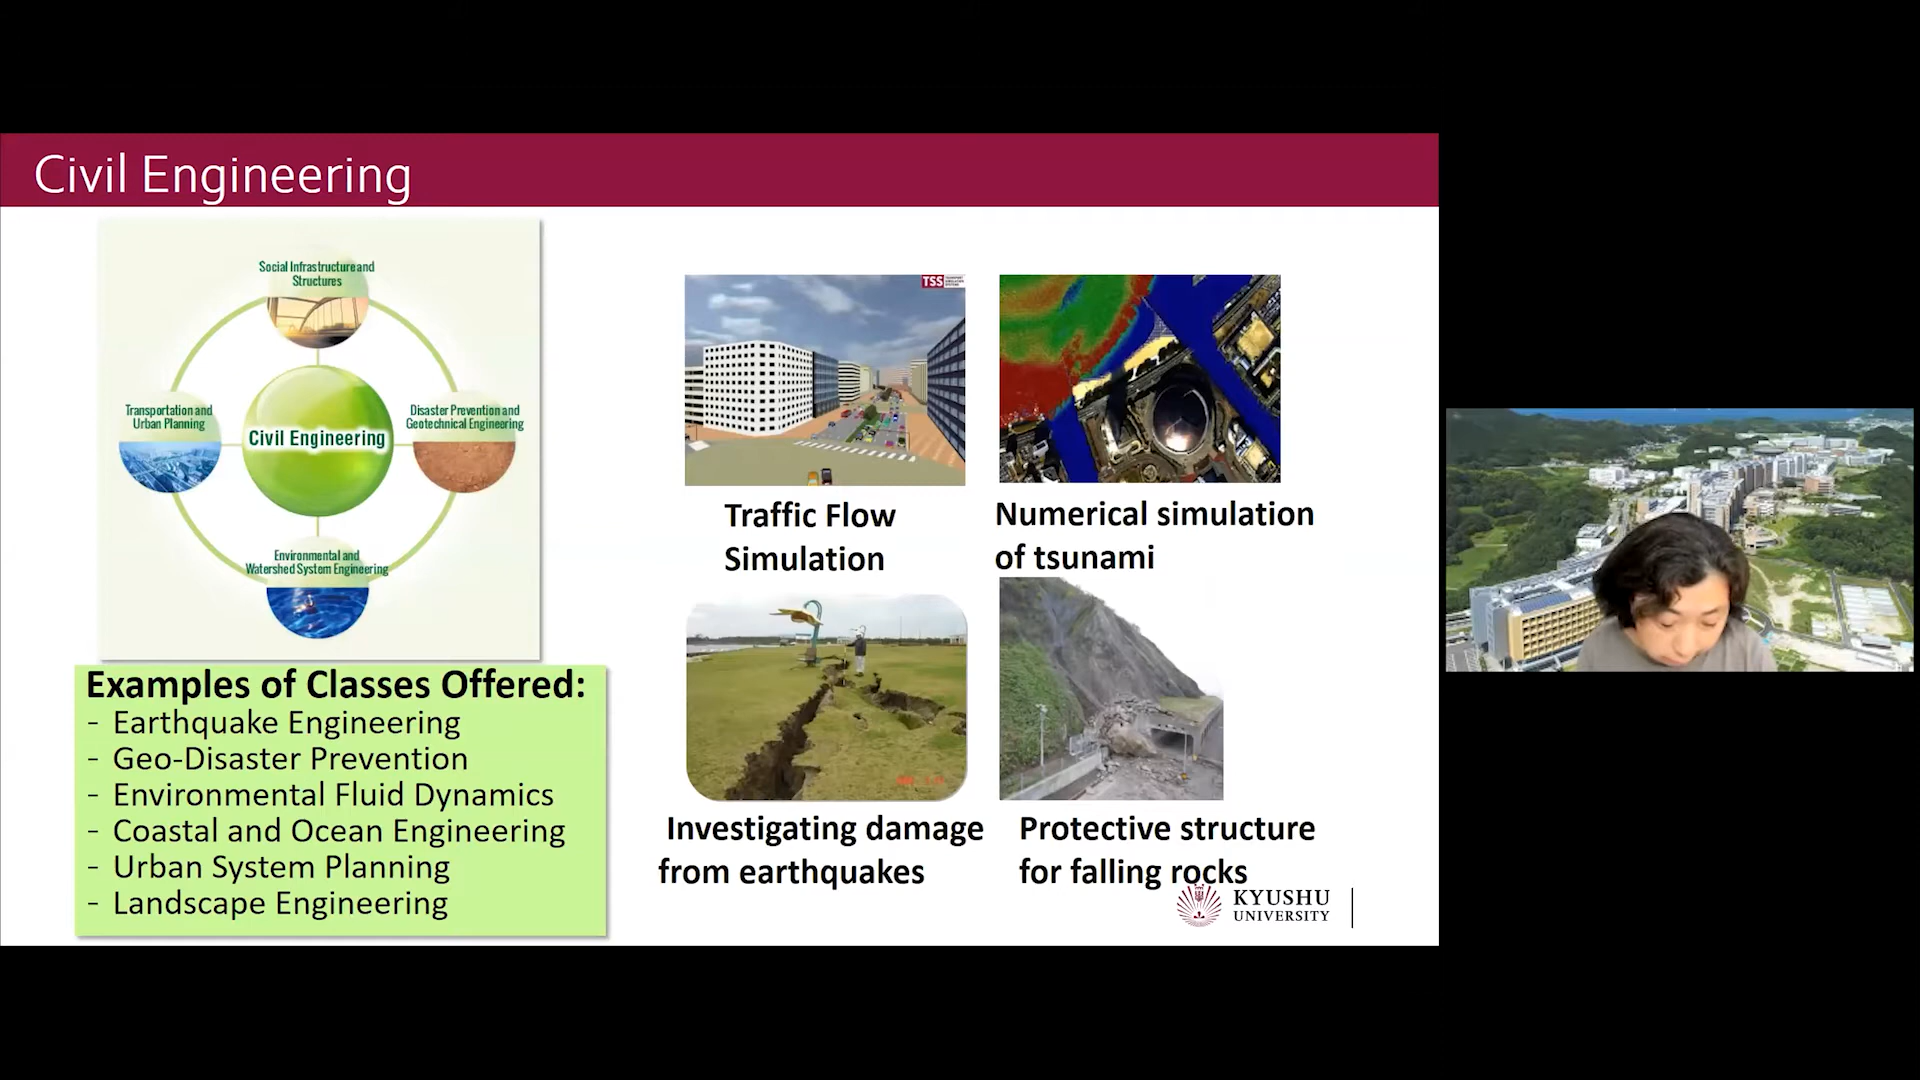 Civil Engineering
Social Infrastructure and
Structures
Transportation and
Urban Planning
Civil Engineering
Disaster Prevention and
Geotechnical Engineering
Environmental and
Watershed System Engineering
Examples of Classes Offered:
- Earthquake Engineering
- Geo-Disaster Prevention
- Environmental Fluid Dynamics
- Coastal and Ocean Engineering
- Urban System Planning
- Landscape Engineering
TSS
Traffic Flow
Simulation
Numerical simulation
of tsunami
Investigating damage
from earthquakes
Protective structure
for falling rocks
KYUSHU
UNIVERSITY